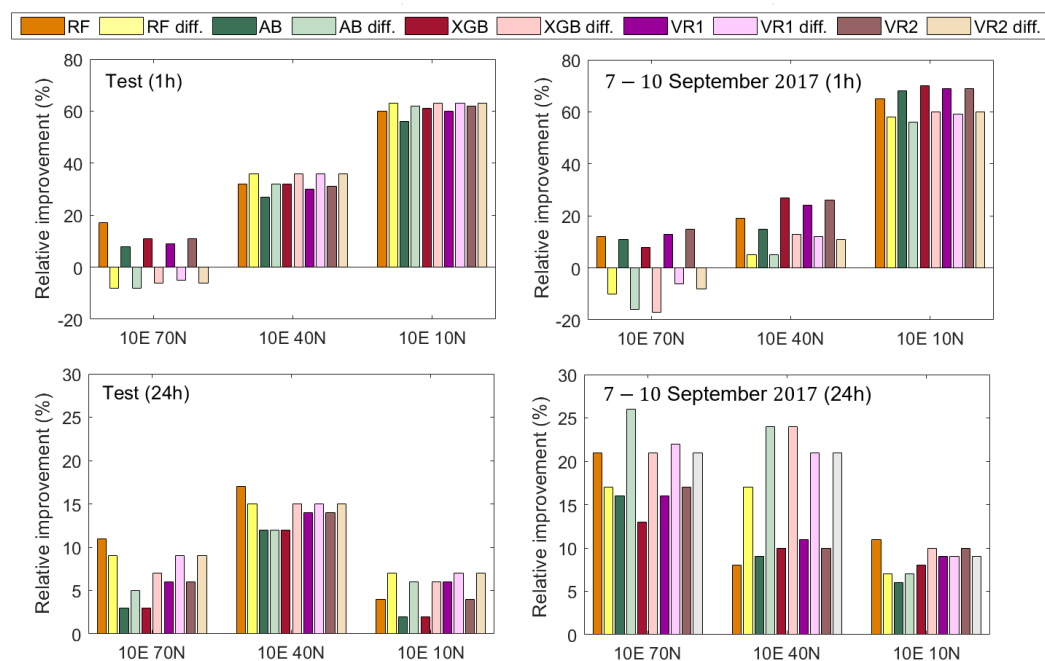 RF RF diff. AB AB diff. XGB XGB diff. VR1 VR1 diff. VR2 VR2 diff.
Test (1h)
Relative improvement (%)
80
60
40
20
0
-20
10E 70N 10E 40N 10E 10N
7 – 10 September 2017 (1h)
Relative improvement (%)
80
60
40
20
0
-20
10E 70N 10E 40N 10E 10N
Test (24h)
Relative improvement (%)
30
25
20
15
10
5
0
10E 70N 10E 40N 10E 10N
7 – 10 September 2017 (24h)
Relative improvement (%)
30
25
20
15
10
5
0
10E 70N 10E 40N 10E 10N